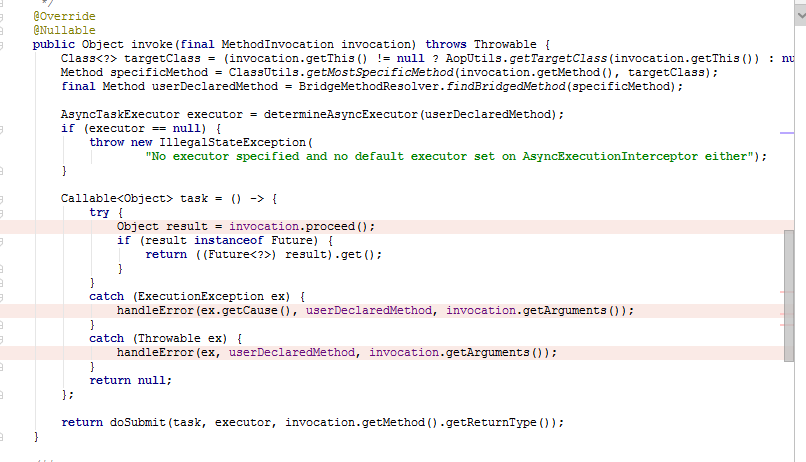 */
@Override
@Nullable
public Object invoke(final MethodInvocation invocation) throws Throwable {
Class<?> targetClass = (invocation.getThis() != null ? AopUtils.getTargetClass(invocation.getThis()) : nu
Method specificMethod = ClassUtils.getMostSpecificMethod(invocation.getMethod(), targetClass);
final Method userDeclaredMethod = BridgeMethodResolver.findBridgedMethod(specificMethod);
AsyncTaskExecutor executor = determineAsyncExecutor(userDeclaredMethod);
if (executor == null) {
throw new IllegalStateException(
"No executor specified and no default executor set on AsyncExecutionInterceptor either");
}
Callable<Object> task = () -> {
try {
Object result = invocation.proceed();
if (result instanceof Future) {
return ((Future<?>) result).get();
}
}
catch (ExecutionException ex) {
handleError(ex.getCause(), userDeclaredMethod, invocation.getArguments());
}
catch (Throwable ex) {
handleError(ex, userDeclaredMethod, invocation.getArguments());
}
return null;
};
return doSubmit(task, executor, invocation.getMethod().getReturnType());
}